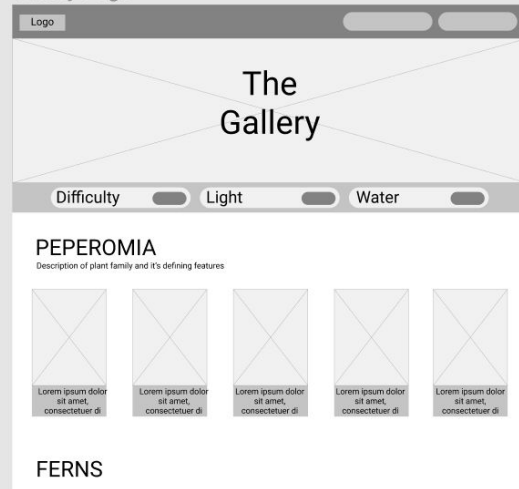 Logo
The
Gallery
Difficulty
Light
Water
PEPEROMIA
Description of plant family and it's defining features
Lorem ipsum dolor
sit amet,
consectetuer di
Lorem ipsum dolor
sit amet,
consectetuer di
Lorem ipsum dolor
sit amet,
consectetuer di
Lorem ipsum dolor
sit amet,
consectetuer di
Lorem ipsum dolor
sit amet,
consectetuer di
FERNS